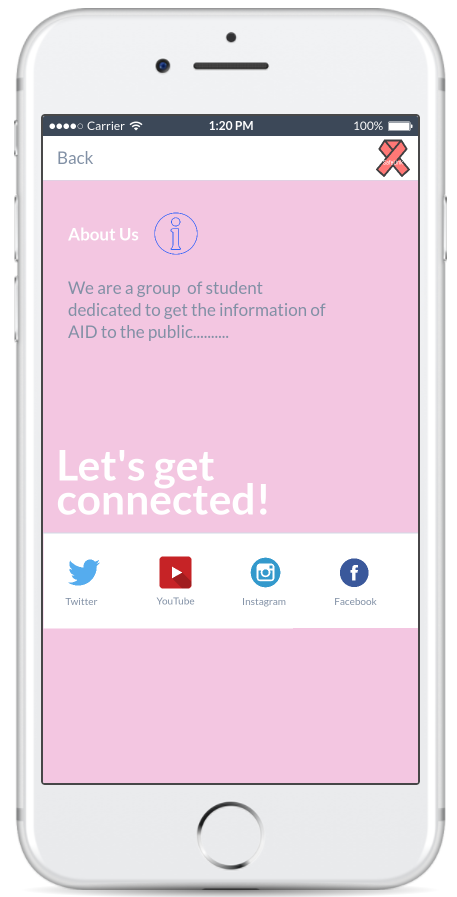 Carrier 1:20 PM 100%
Back
About Us
We are a group of student
dedicated to get the information of
AID to the public..........
Let's get
connected!
Twitter YouTube Instagram Facebook